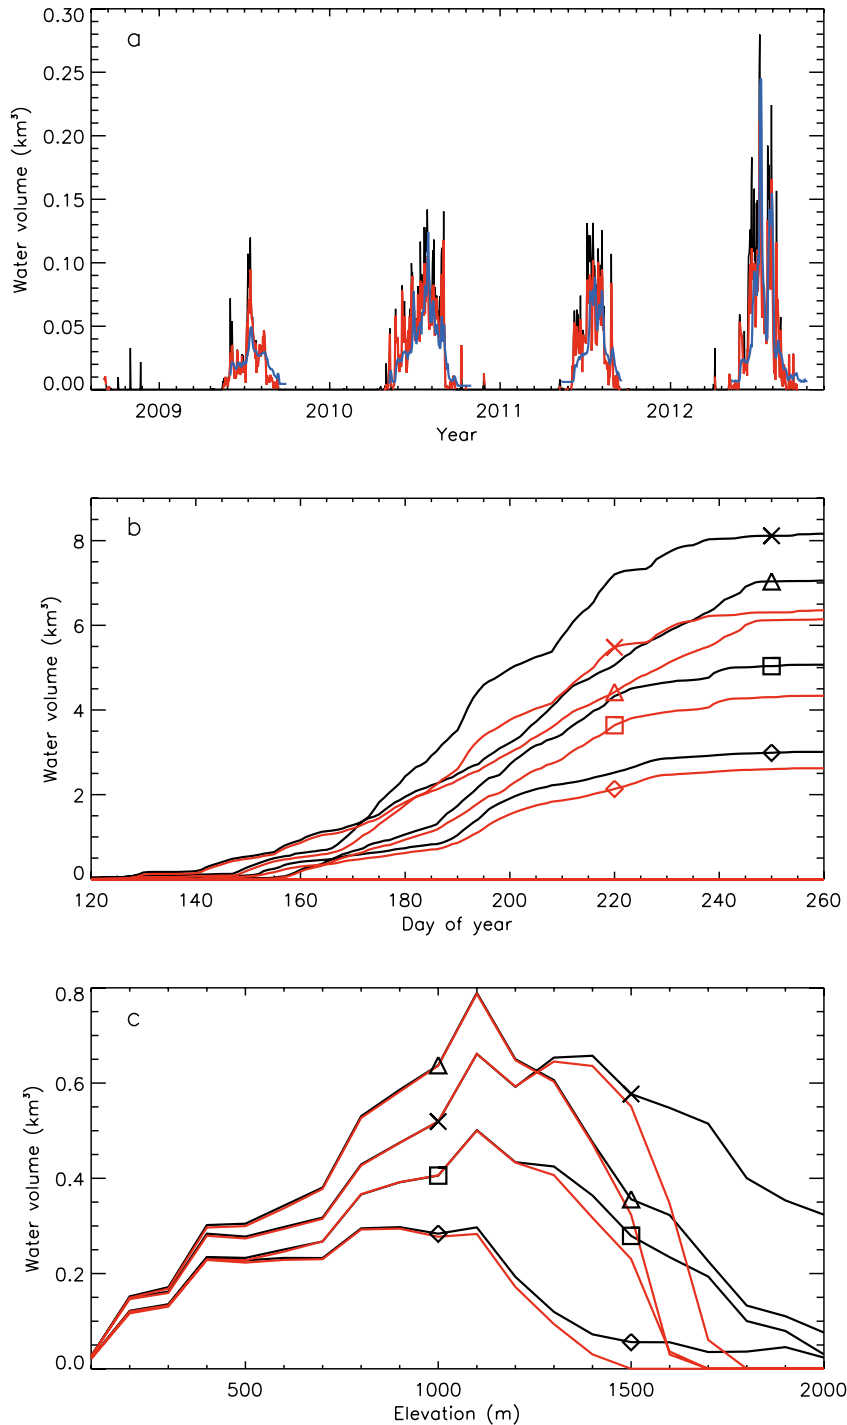 a
0.30
0.25
0.20
0.15
0.10
0.05
0.00
Water volume (km³)
2009 2010 2011 2012
Year
b
8
6
4
2
0
Water volume (km³)
120 140 160 180 200 220 240 260
Day of year
c
0.8
0.6
0.4
0.2
0.0
Water volume (km³)
500 1000 1500 2000
Elevation (m)